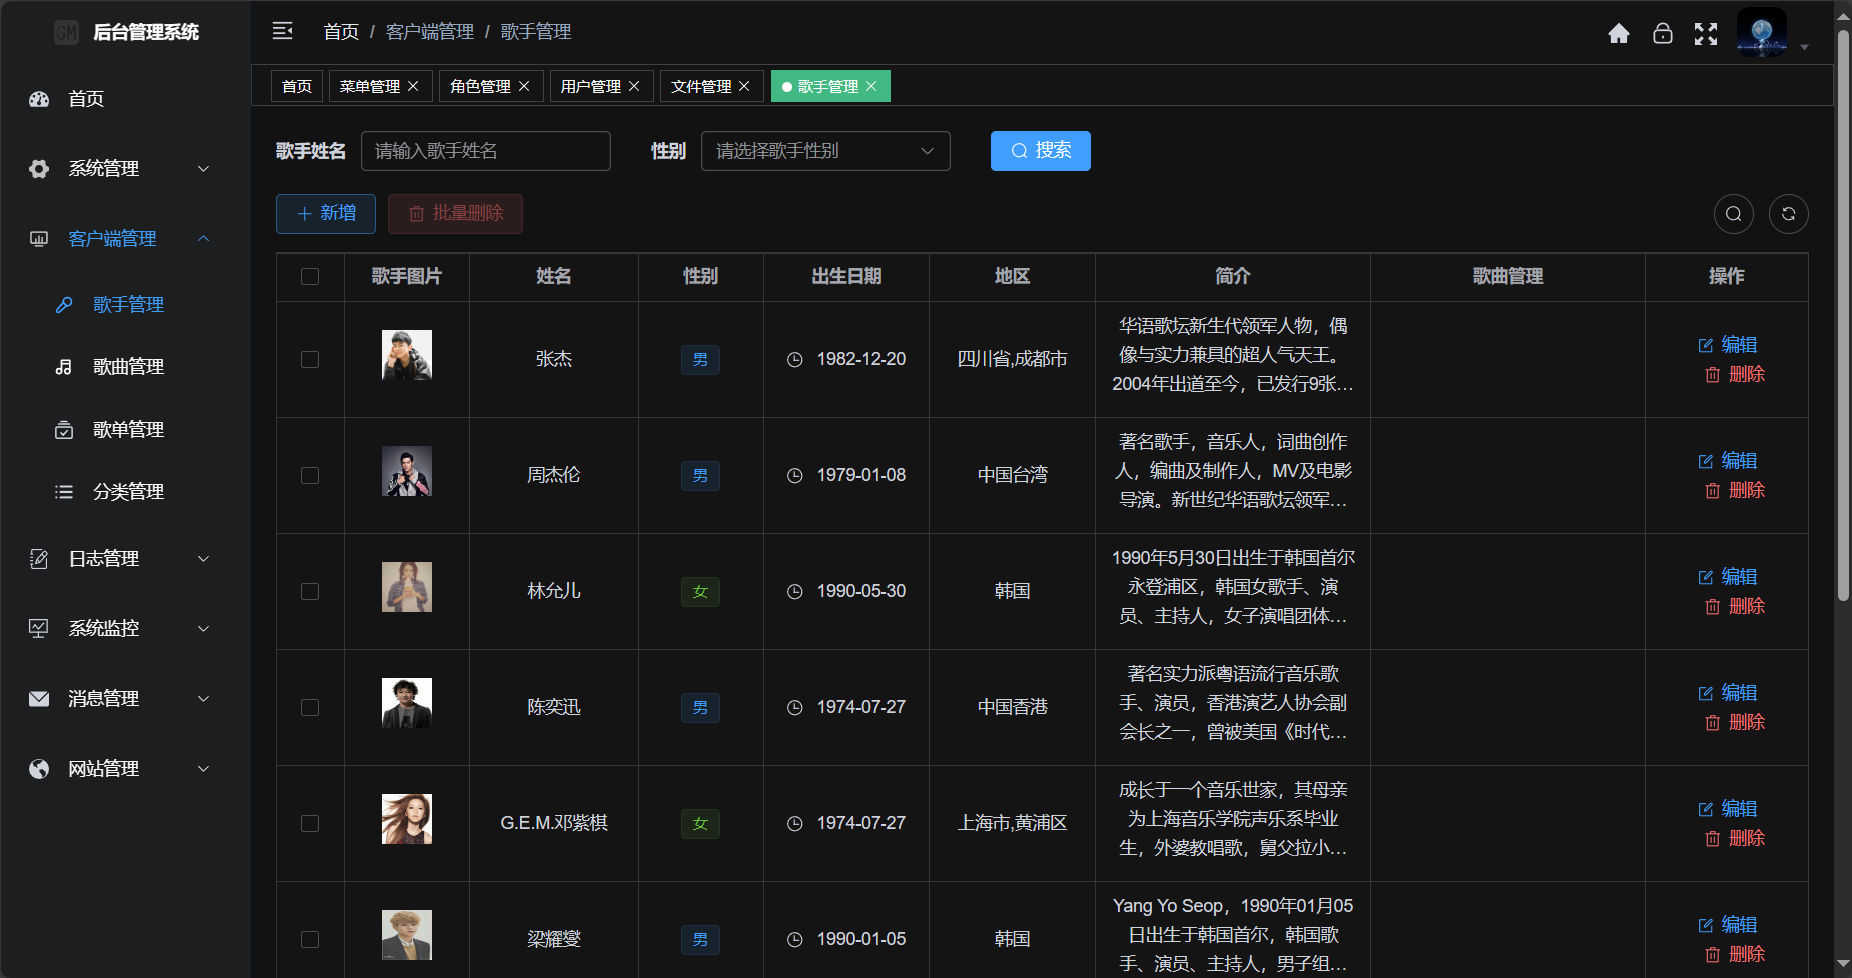 GM 后台管理系统
首页 / 客户端管理 / 歌手管理
首页
系统管理
客户端管理
歌手管理
歌曲管理
歌单管理
分类管理
日志管理
系统监控
消息管理
网站管理
首页 菜单管理 角色管理 用户管理 文件管理 歌手管理
歌手姓名 请输入歌手姓名 性别 请选择歌手性别 搜索
新增 批量删除
歌手图片 姓名 性别 出生日期 地区 简介 歌曲管理 操作
张杰 男 1982-12-20 四川省,成都市
华语歌坛新生代领军人物，偶
像与实力兼具的超人气天王。
2004年出道至今，已发行9张…
编辑
删除
周杰伦 男 1979-01-08 中国台湾
著名歌手，音乐人，词曲创作
人，编曲及制作人，MV及电影
导演。新世纪华语歌坛领军…
编辑
删除
林允儿 女 1990-05-30 韩国
1990年5月30日出生于韩国首尔
永登浦区，韩国女歌手、演
员、主持人，女子演唱团体…
编辑
删除
陈奕迅 男 1974-07-27 中国香港
著名实力派粤语流行音乐歌
手、演员，香港演艺人协会副
会长之一，曾被美国《时代…
编辑
删除
G.E.M.邓紫棋 女 1974-07-27 上海市,黄浦区
成长于一个音乐世家，其母亲
为上海音乐学院声乐系毕业
生，外婆教唱歌，舅父拉小…
编辑
删除
梁耀燮 男 1990-01-05 韩国
Yang Yo Seop，1990年01月05
日出生于韩国首尔，韩国歌
手、演员、主持人，男子组…
编辑
删除